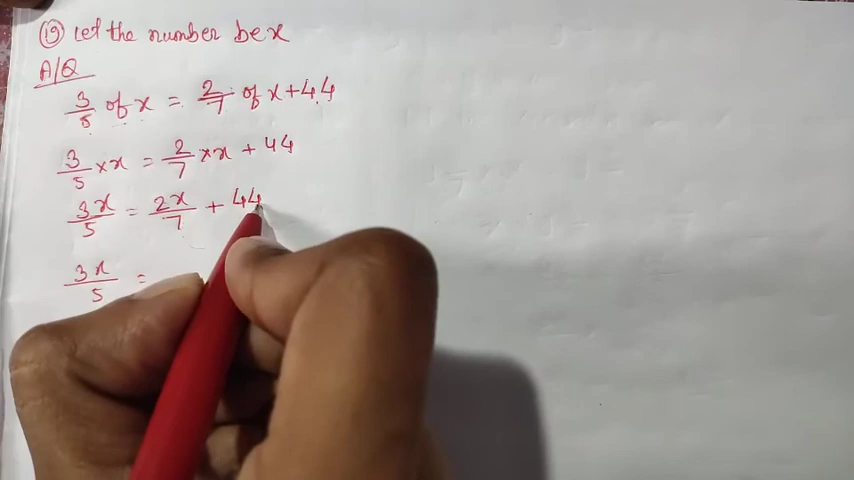 (19) Let the number be x
A/Q
3/5 of x = 2/7 of x + 44
3/5 × x = 2/7 × x + 44
3x/5 = 2x/7 + 44
3x/5 =